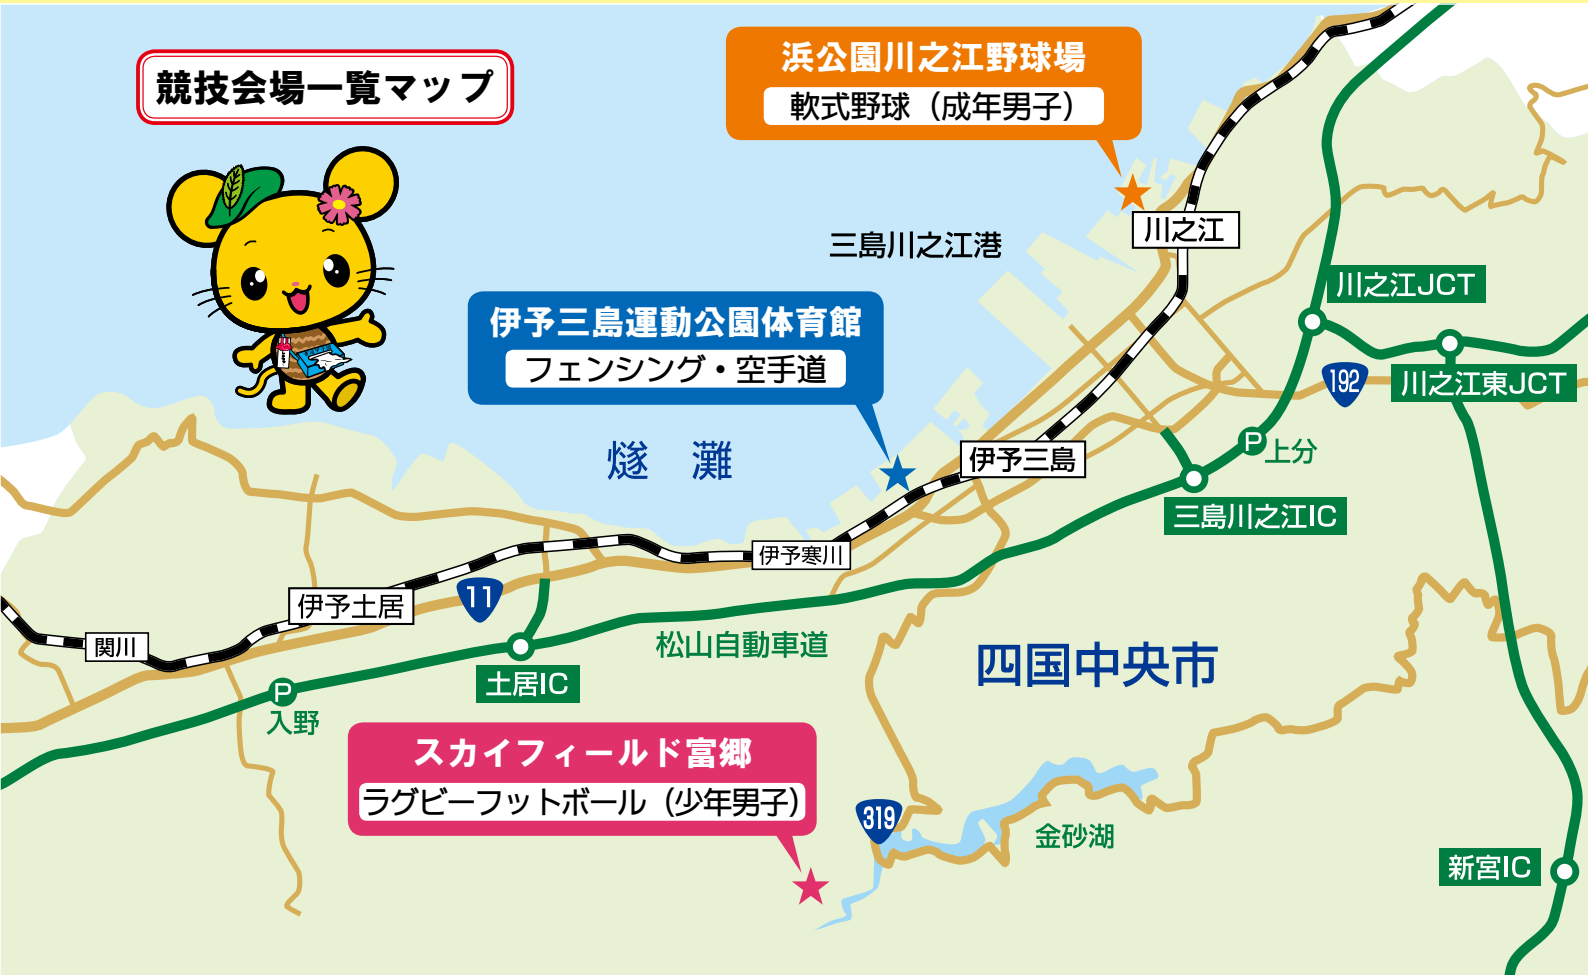 競技会場一覧マップ
浜公園川之江野球場
軟式野球（成年男子）
三島川之江港
川之江
川之江JCT
伊予三島運動公園体育館
フェンシング・空手道
192
川之江東JCT
燧 灘
伊予三島
P
上分
三島川之江IC
伊予寒川
11
伊予土居
関川
松山自動車道
四国中央市
土居IC
P
入野
スカイフィールド富郷
ラグビーフットボール（少年男子）
319
金砂湖
新宮IC